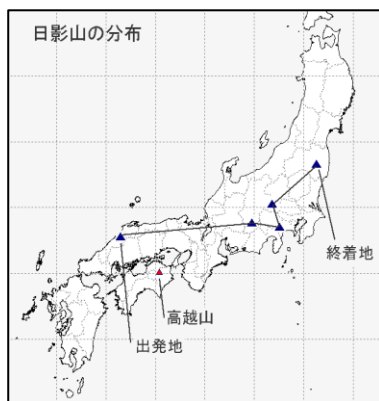 日影山の分布
終着地
高越山
出発地